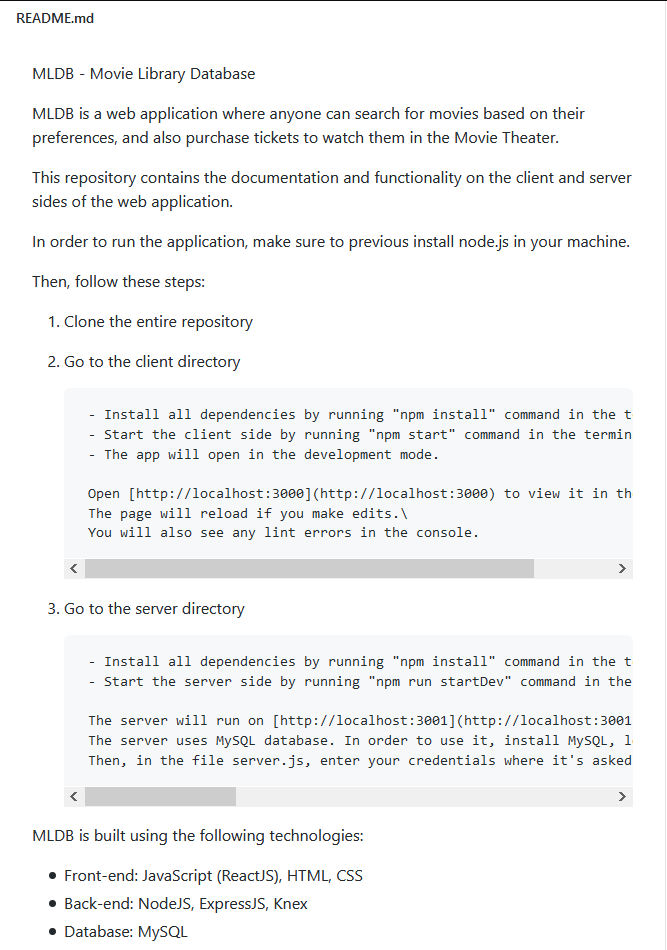 README.md
MLDB - Movie Library Database
MLDB is a web application where anyone can search for movies based on their
preferences, and also purchase tickets to watch them in the Movie Theater.
This repository contains the documentation and functionality on the client and server
sides of the web application.
In order to run the application, make sure to previous install node.js in your machine.
Then, follow these steps:
1. Clone the entire repository
2. Go to the client directory
- Install all dependencies by running "npm install" command in the t
- Start the client side by running "npm start" command in the termin
- The app will open in the development mode.
Open [http://localhost:3000](http://localhost:3000) to view it in th
The page will reload if you make edits.\
You will also see any lint errors in the console.
3. Go to the server directory
- Install all dependencies by running "npm install" command in the t
- Start the server side by running "npm run startDev" command in the
The server will run on [http://localhost:3001](http://localhost:3001
The server uses MySQL database. In order to use it, install MySQL, l
Then, in the file server.js, enter your credentials where it's asked
MLDB is built using the following technologies:
• Front-end: JavaScript (ReactJS), HTML, CSS
• Back-end: NodeJS, ExpressJS, Knex
• Database: MySQL